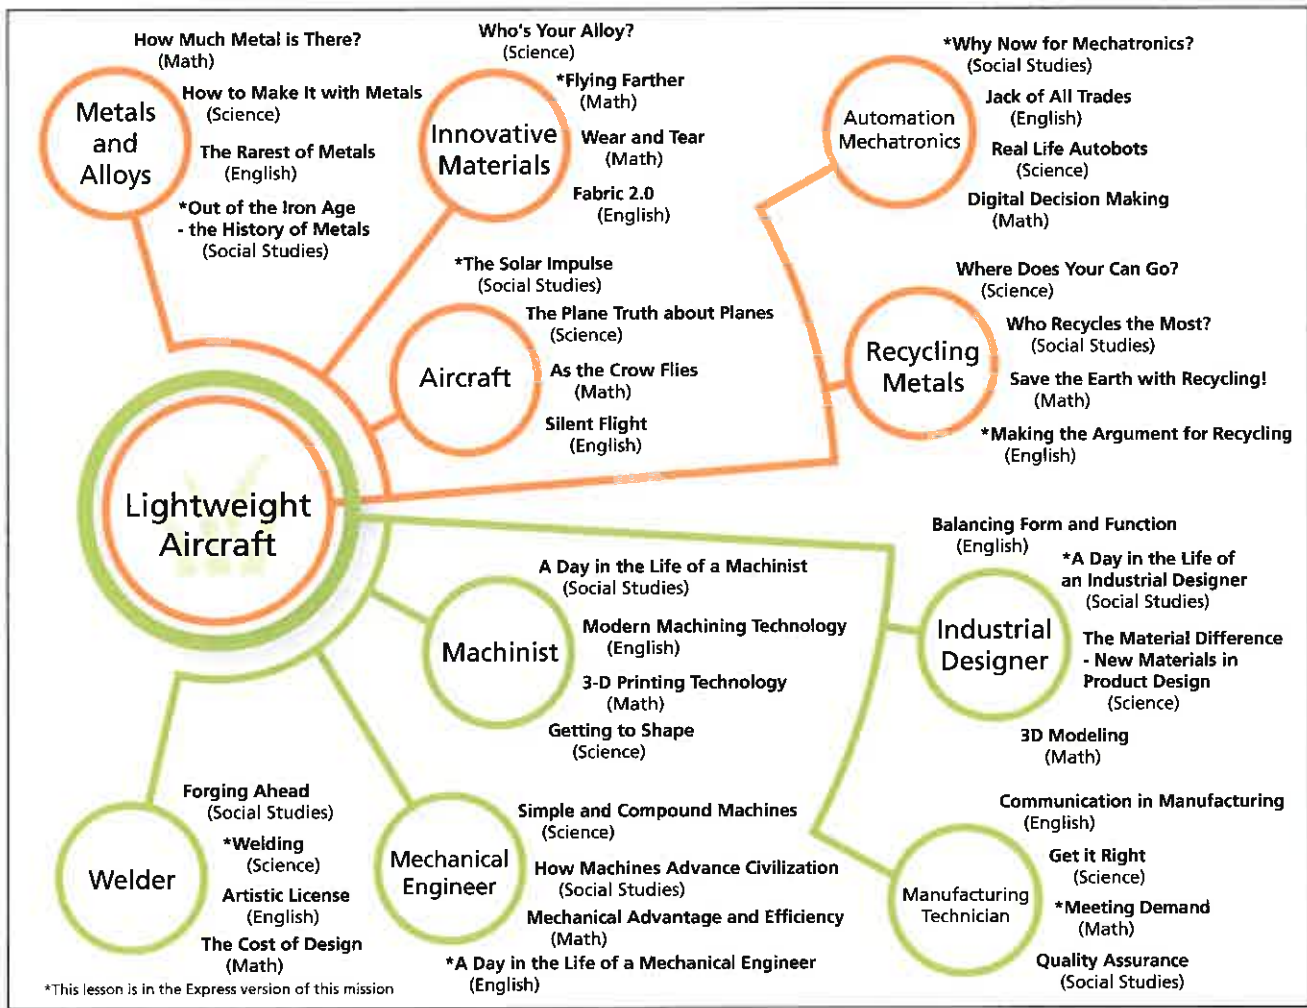 How Much Metal is There?
(Math)
Metals
and
Alloys
How to Make It with Metals
(Science)
The Rarest of Metals
(English)
*Out of the Iron Age
- the History of Metals
(Social Studies)
Who's Your Alloy?
(Science)
Innovative
Materials
*Flying Farther
(Math)
Wear and Tear
(Math)
Fabric 2.0
(English)
*Why Now for Mechatronics?
(Social Studies)
Automation
Mechatronics
Jack of All Trades
(English)
Real Life Autobots
(Science)
Digital Decision Making
(Math)
*The Solar Impulse
(Social Studies)
Aircraft
The Plane Truth about Planes
(Science)
As the Crow Flies
(Math)
Silent Flight
(English)
Where Does Your Can Go?
(Science)
Recycling
Metals
Who Recycles the Most?
(Social Studies)
Save the Earth with Recycling!
(Math)
*Making the Argument for Recycling
(English)
Lightweight
Aircraft
A Day in the Life of a Machinist
(Social Studies)
Machinist
Modern Machining Technology
(English)
3-D Printing Technology
(Math)
Getting to Shape
(Science)
Balancing Form and Function
(English)
Industrial
Designer
*A Day in the Life of
an Industrial Designer
(Social Studies)
The Material Difference
- New Materials in
Product Design
(Science)
3D Modeling
(Math)
Forging Ahead
(Social Studies)
Welder
*Welding
(Science)
Artistic License
(English)
The Cost of Design
(Math)
Simple and Compound Machines
(Science)
Mechanical
Engineer
How Machines Advance Civilization
(Social Studies)
Mechanical Advantage and Efficiency
(Math)
*A Day in the Life of a Mechanical Engineer
(English)
Communication in Manufacturing
(English)
Manufacturing
Technician
Get it Right
(Science)
*Meeting Demand
(Math)
Quality Assurance
(Social Studies)
*This lesson is in the Express version of this mission